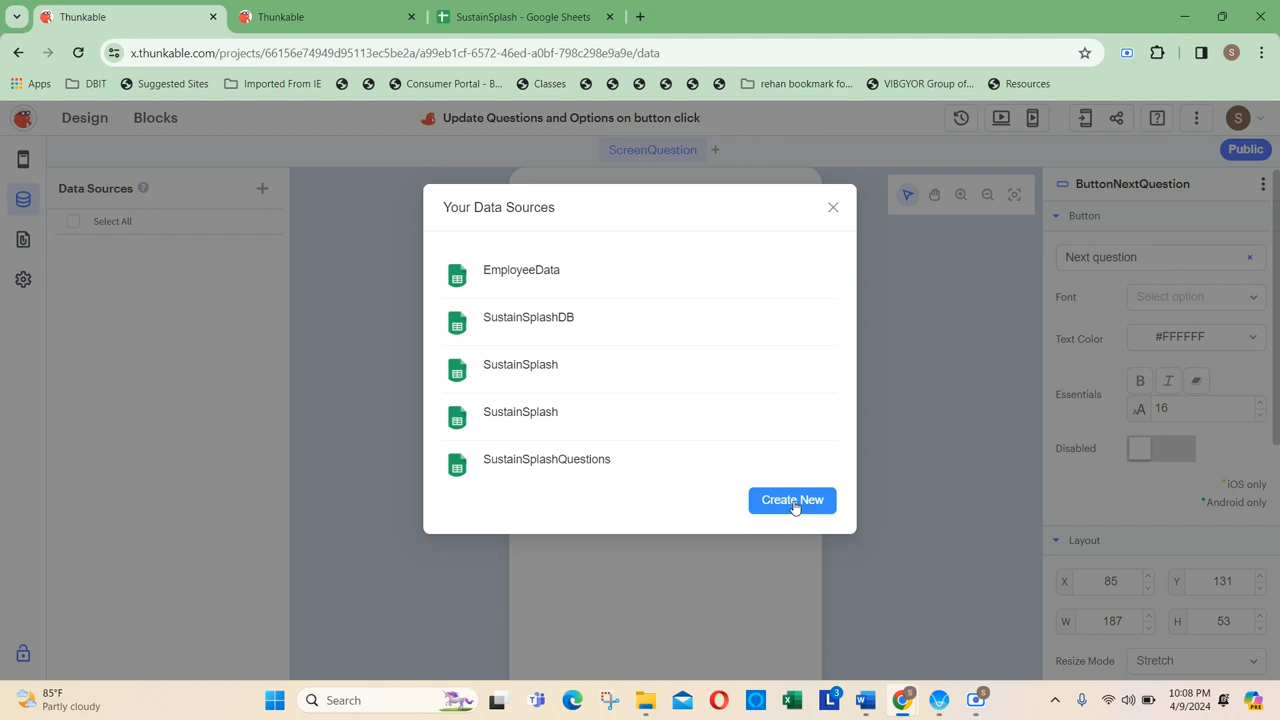 Thunkable
Thunkable
SustainSplash - Google Sheets
x.thunkable.com/projects/66156e74949d95113ec5be2a/a99eb1cf-6572-46ed-a0bf-798c298e9a9e/data
S
Apps
DBIT
Suggested Sites
Imported From IE
Consumer Portal - B...
Classes
rehan bookmark fo...
VIBGYOR Group of...
Resources
Design
Blocks
Update Questions and Options on button click
S
ScreenQuestion
Public
Data Sources
Select All
Your Data Sources
EmployeeData
SustainSplashDB
SustainSplash
SustainSplash
SustainSplashQuestions
Create New
ButtonNextQuestion
Button
Next question
Font
Select option
Text Color
#FFFFFF
Essentials
B
I
AA
16
Disabled
*iOS only
*Android only
Layout
X
85
Y
131
W
187
H
53
Resize Mode
Stretch
85°F
Partly cloudy
Search
3
10:08 PM
4/9/2024